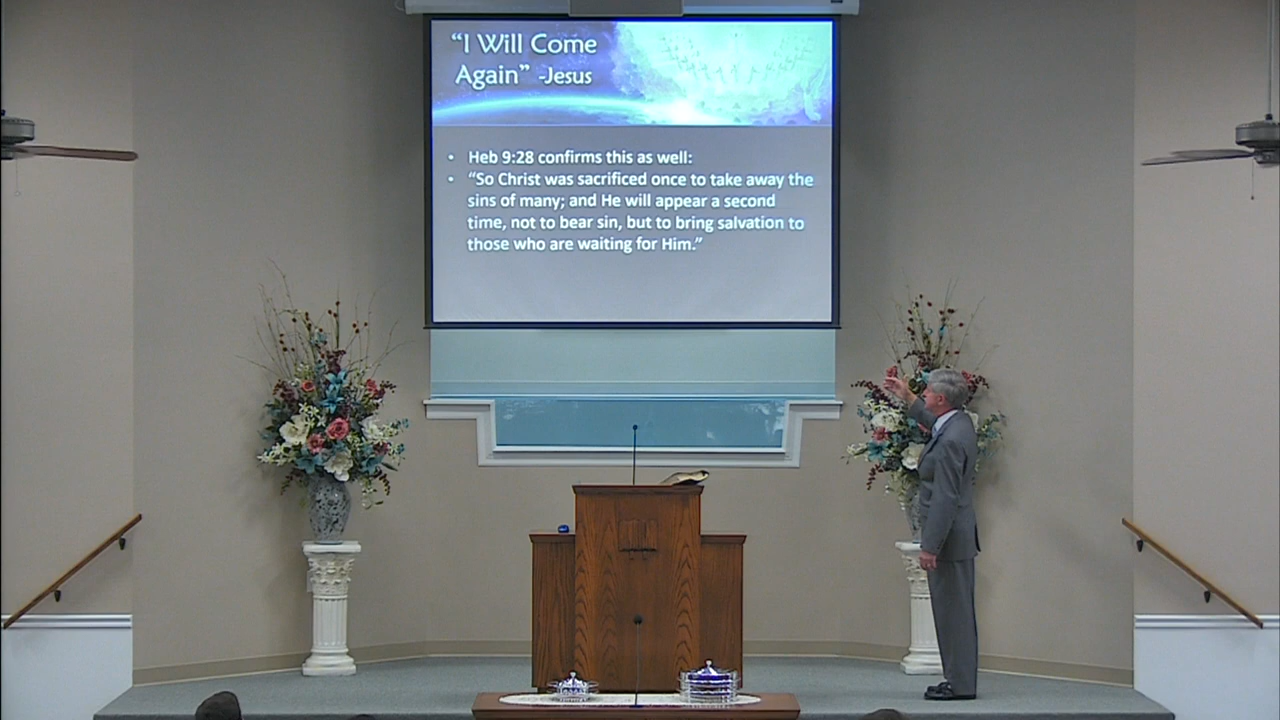 “I Will Come
Again” -Jesus
• Heb 9:28 confirms this as well:
• “So Christ was sacrificed once to take away the
sins of many; and He will appear a second
time, not to bear sin, but to bring salvation to
those who are waiting for Him.”